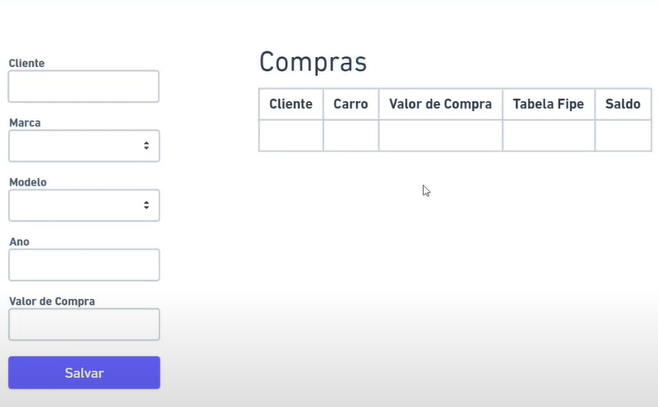 Cliente
Marca
Modelo
Ano
Valor de Compra
Salvar
Compras
Cliente Carro Valor de Compra Tabela Fipe Saldo